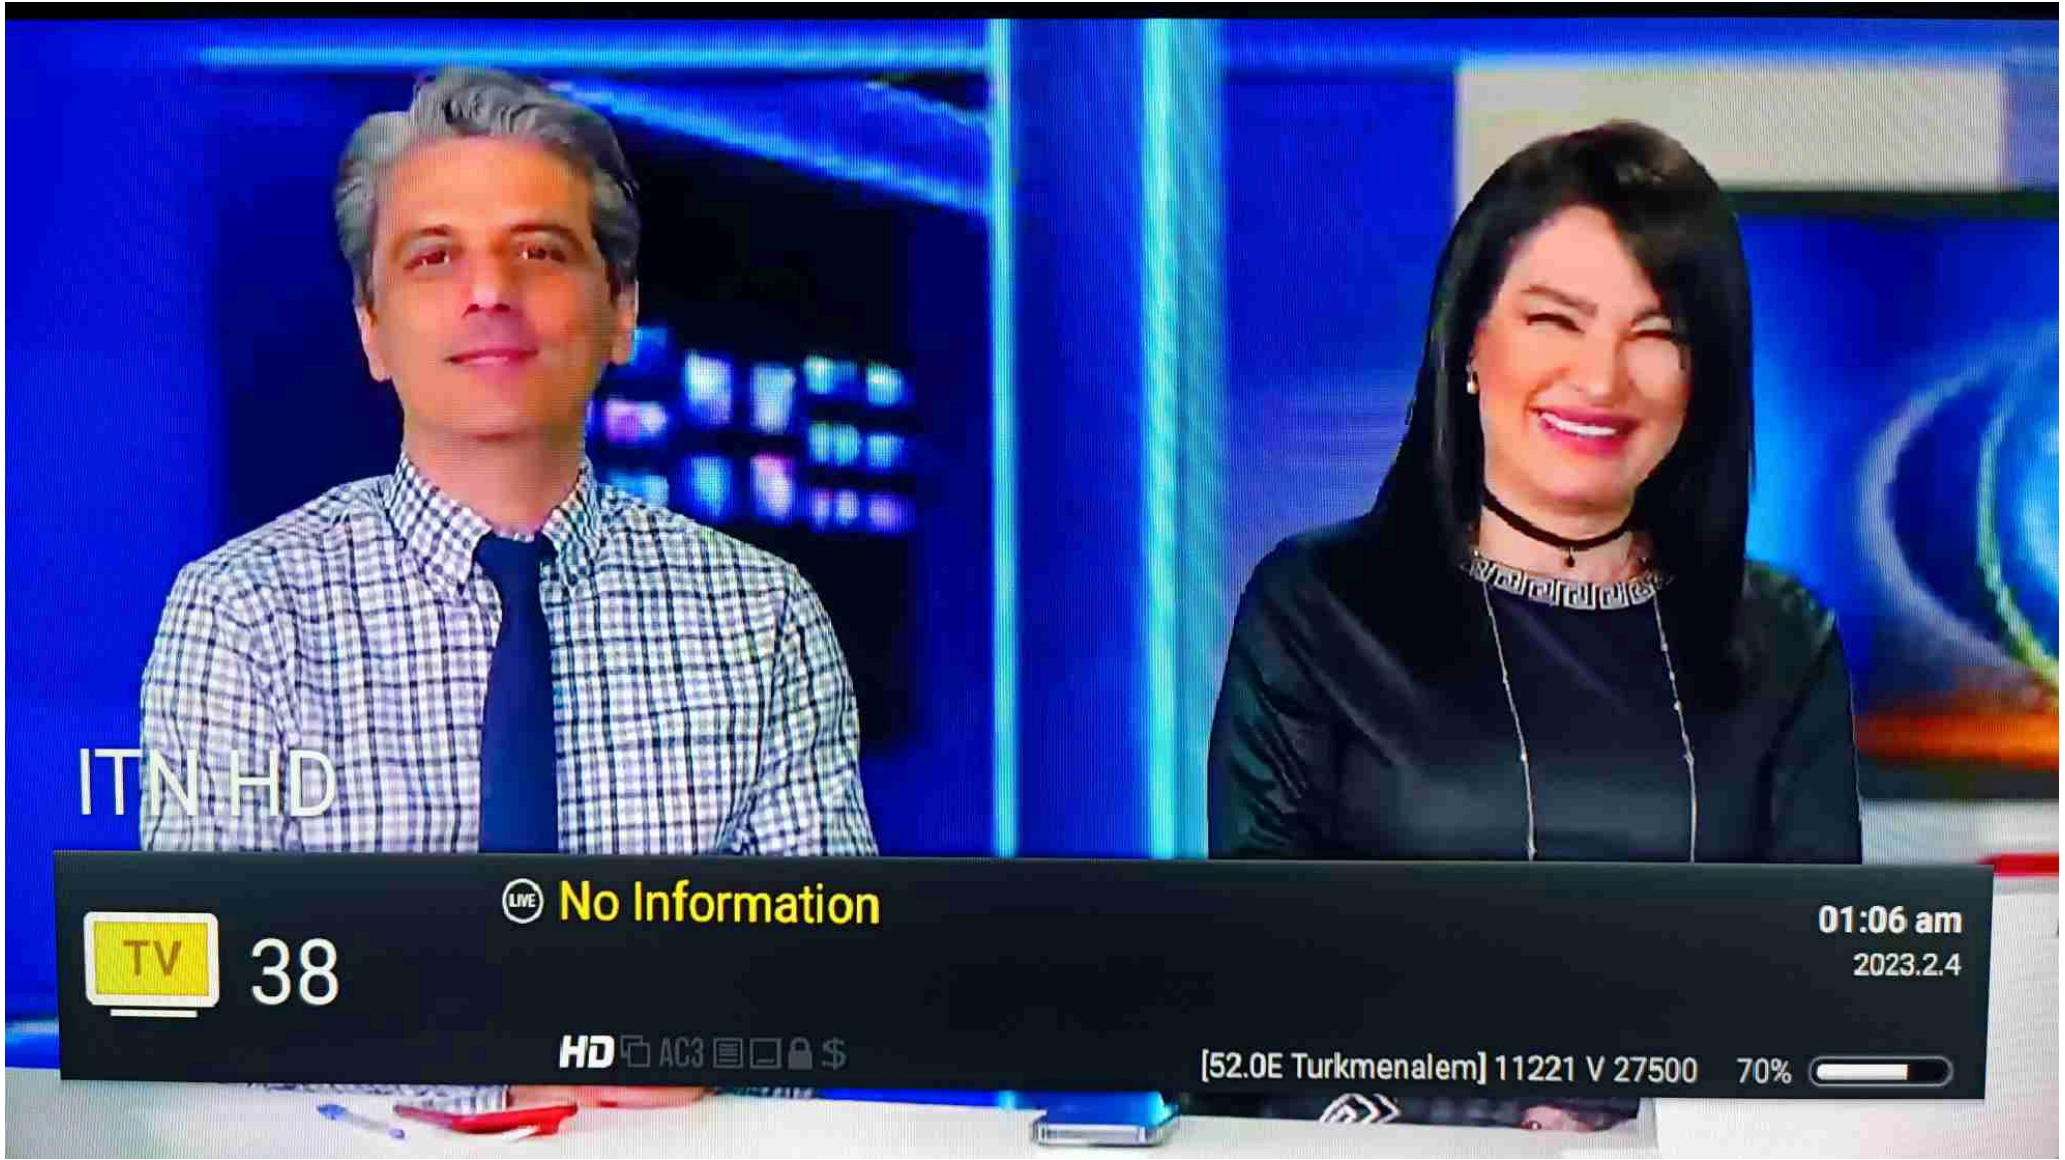 ITN HD
TV
38
LIVE No Information
01:06 am
2023.2.4
HD AC3 $
[52.0E Turkmenalem] 11221 V 27500 70%